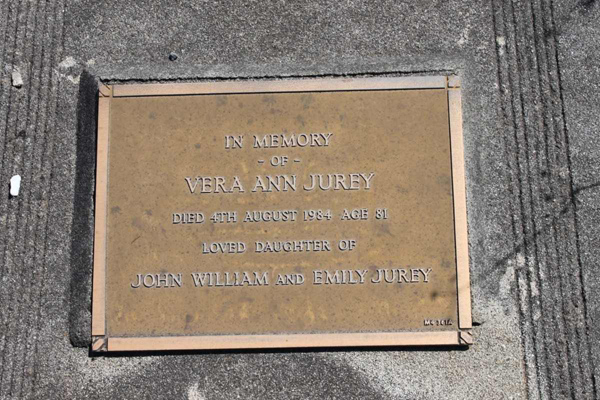 IN MEMORY
- OF -
VERA ANN JUREY
DIED 4TH AUGUST 1984 AGE 81
LOVED DAUGHTER OF
JOHN WILLIAM AND EMILY JUREY